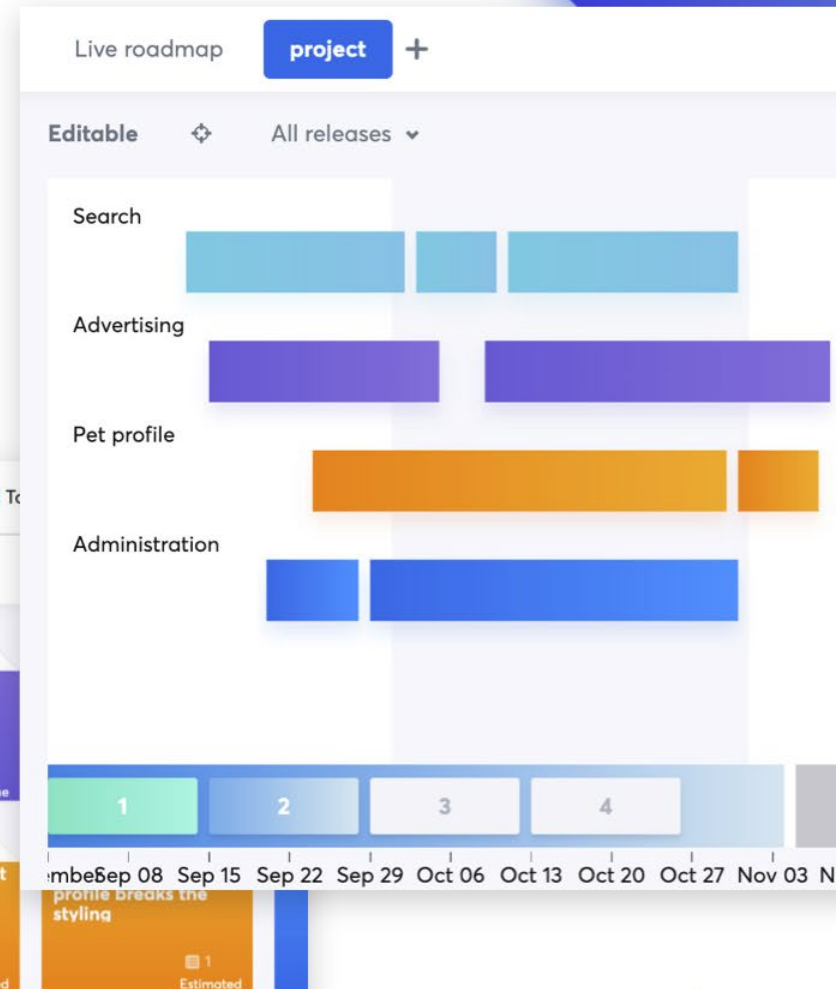 Live roadmap project +
Editable All releases
Search
Advertising
Pet profile
Administration
1 2 3 4
Sep 08 Sep 15 Sep 22 Sep 29 Oct 06 Oct 13 Oct 20 Oct 27 Nov 03
profile breaks the
styling
1
Estimated